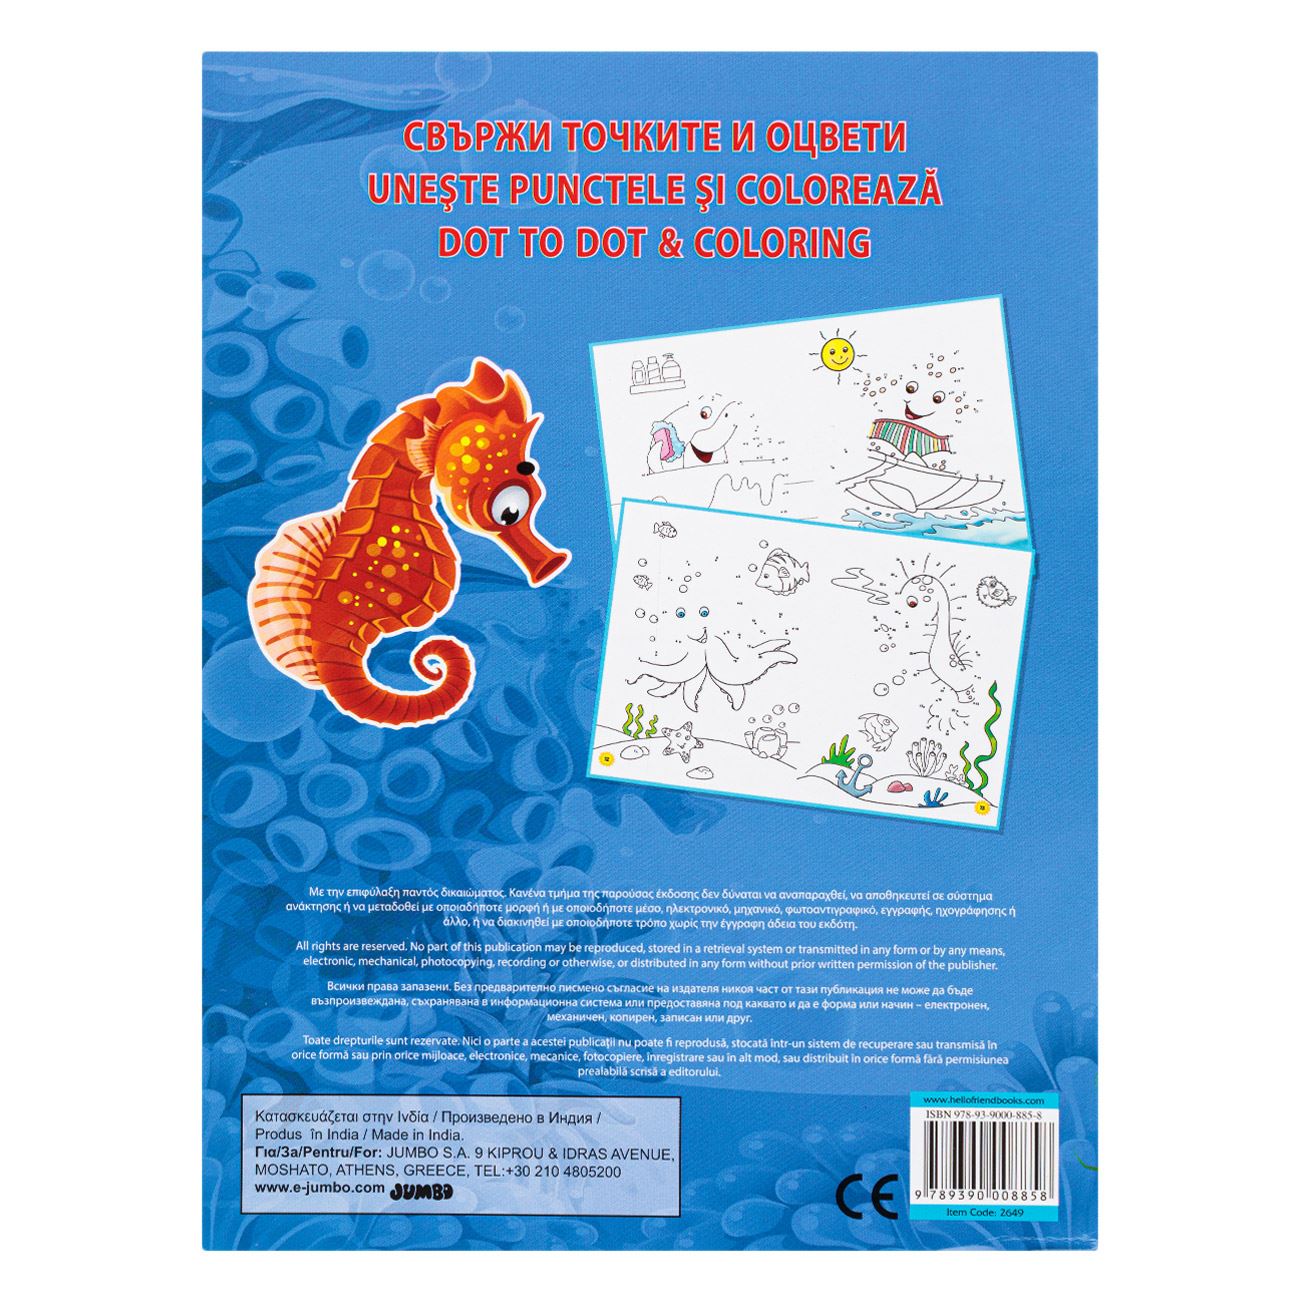 СВЪРЖИ ТОЧКИТЕ И ОЦВЕТИ
UNEŞTE PUNCTELE ŞI COLOREAZĂ
DOT TO DOT & COLORING
12
13
Με την επιφύλαξη παντός δικαιώματος. Κανένα τμήμα της παρούσας έκδοσης δεν δύναται να αναπαραχθεί, να αποθηκευτεί σε σύστημα
ανάκτησης ή να μεταδοθεί με οποιαδήποτε μορφή ή με οποιοδήποτε μέσο, ηλεκτρονικό, μηχανικό, φωτοαντιγραφικό, εγγραφής, ηχογράφησης ή
άλλο, ή να διακινηθεί με οποιοδήποτε τρόπο χωρίς την έγγραφη άδεια του εκδότη.
All rights are reserved. No part of this publication may be reproduced, stored in a retrieval system or transmitted in any form or by any means,
electronic, mechanical, photocopying, recording or otherwise, or distributed in any form without prior written permission of the publisher.
Всички права запазени. Без предварително писмено съгласие на издателя никоя част от тази публикация не може да бъде
възпроизвеждана, съхранявана в информационна система или предоставяна под каквато и да е форма или начин – електронен,
механичен, копирен, записан или друг.
Toate drepturile sunt rezervate. Nici o parte a acestei publicaţii nu poate fi reprodusă, stocată într-un sistem de recuperare sau transmisă în
orice formă sau prin orice mijloace, electronice, mecanice, fotocopiere, înregistrare sau în alt mod, sau distribuit în orice formă fără permisiunea
prealabilă scrisă a editorului.
Κατασκευάζεται στην Ινδία / Произведено в Индия /
Produs în India / Made in India.
Για/За/Pentru/For: JUMBO S.A. 9 KIPROU & IDRAS AVENUE,
MOSHATO, ATHENS, GREECE, TEL:+30 210 4805200
www.e-jumbo.com JUMBO
CE
www.hellofriendbooks.com
ISBN 978-93-9000-885-8
9 789390 008858
Item Code: 2649